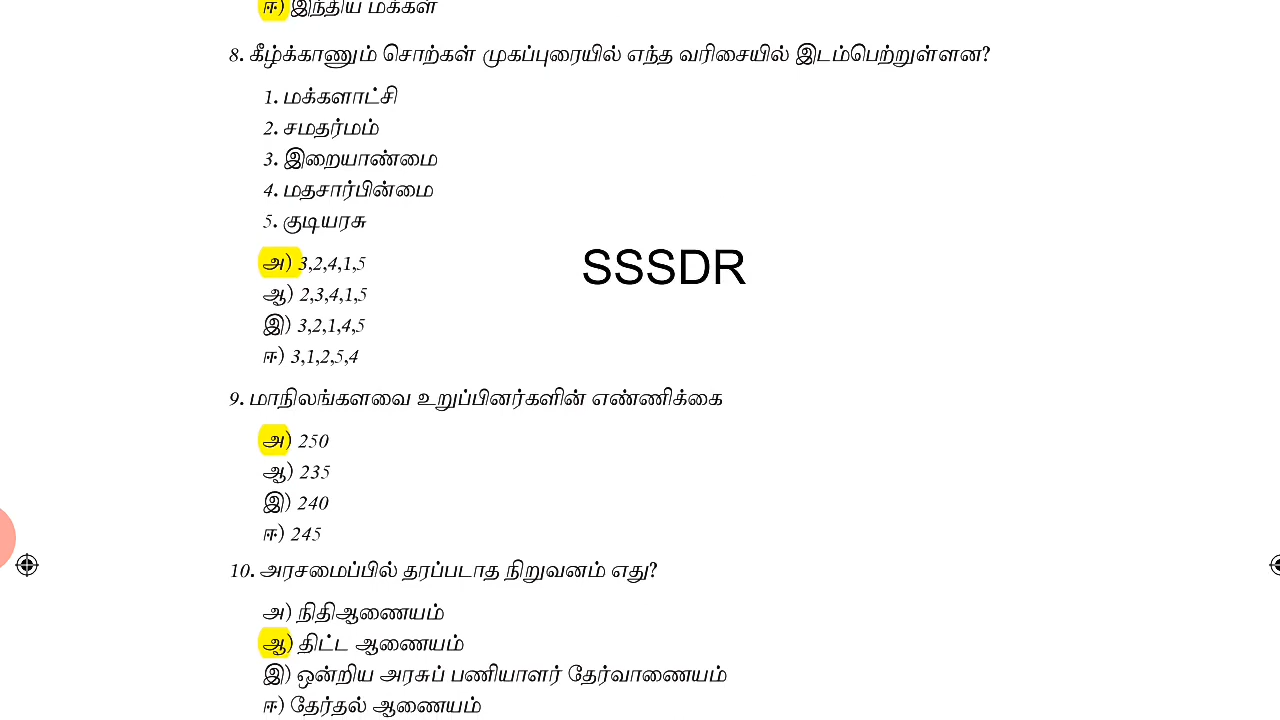 ஈ) இந்திய மக்கள்
8. கீழ்க்காணும் சொற்கள் முகப்புரையில் எந்த வரிசையில் இடம்பெற்றுள்ளன?
1. மக்களாட்சி
2. சமதர்மம்
3. இறையாண்மை
4. மதசார்பின்மை
5. குடியரசு
அ) 3,2,4,1,5
SSSDR
ஆ) 2,3,4,1,5
இ) 3,2,1,4,5
ஈ) 3,1,2,5,4
9. மாநிலங்களவை உறுப்பினர்களின் எண்ணிக்கை
அ) 250
ஆ) 235
இ) 240
ஈ) 245
10. அரசமைப்பில் தரப்படாத நிறுவனம் எது?
அ) நிதிஆணையம்
ஆ) திட்ட ஆணையம்
இ) ஒன்றிய அரசுப் பணியாளர் தேர்வாணையம்
ஈ) தேர்தல் ஆணையம்